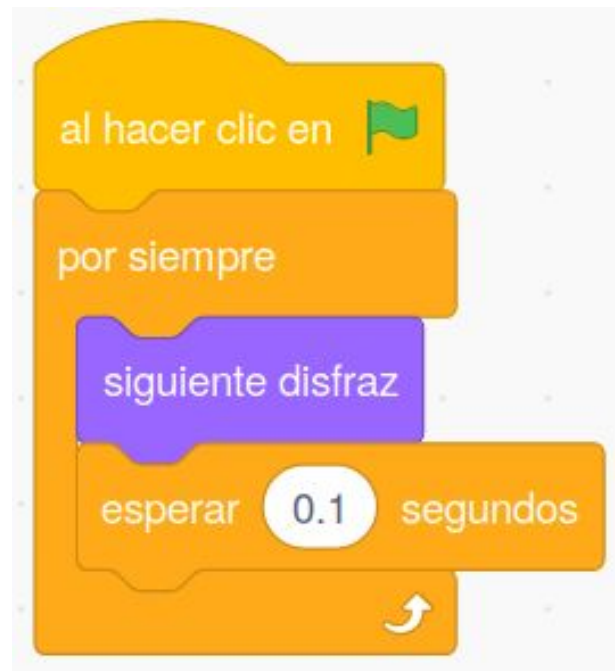 al hacer clic en
por siempre
siguiente disfraz
esperar 0.1 segundos